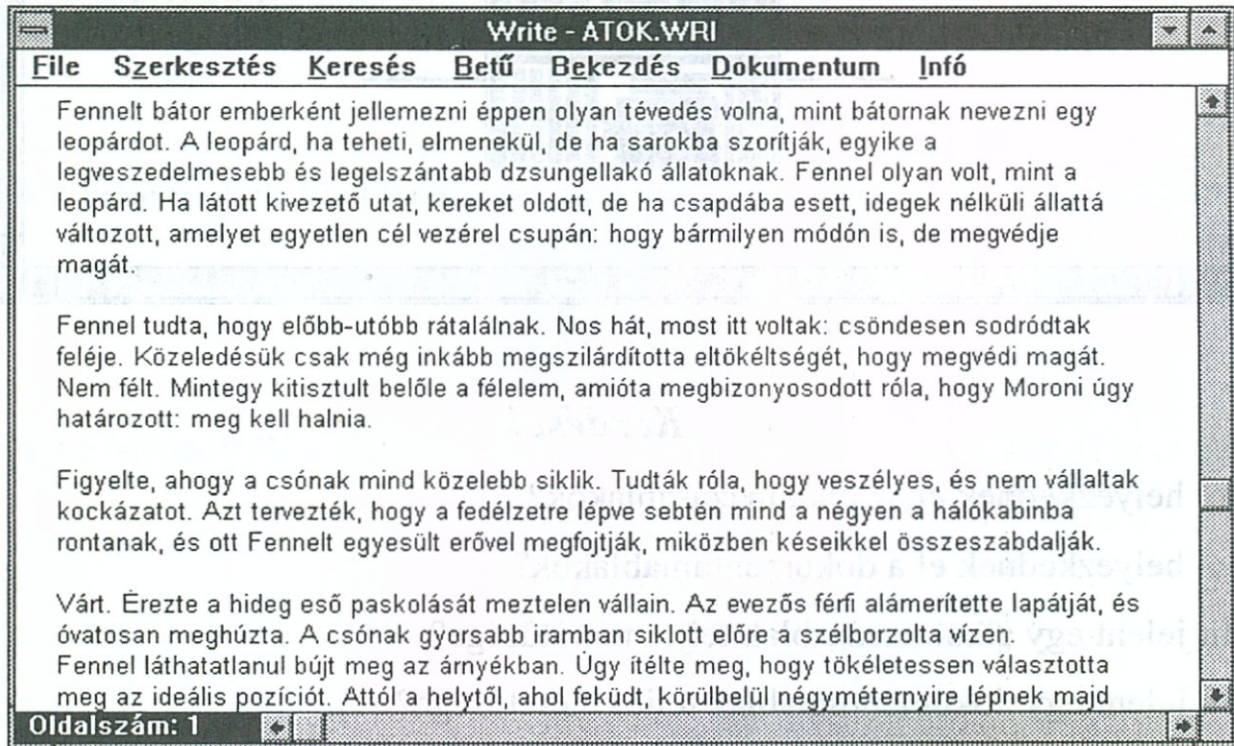 Write - ATOK.WRI
File Szerkesztés Keresés Betű Bekezdés Dokumentum Infó
Fennelt bátor emberként jellemezni éppen olyan tévedés volna, mint bátornak nevezni egy
leopárdot. A leopárd, ha teheti, elmenekül, de ha sarokba szorítják, egyike a
legveszedelmesebb és legelszántabb dzsungellakó állatoknak. Fennel olyan volt, mint a
leopárd. Ha látott kivezető utat, kereket oldott, de ha csapdába esett, idegek nélküli állattá
változott, amelyet egyetlen cél vezérel csupán: hogy bármilyen módón is, de megvédje
magát.
Fennel tudta, hogy előbb-utóbb rátalálnak. Nos hát, most itt voltak: csöndesen sodródtak
feléje. Közeledésük csak még inkább megszilárdította eltökéltségét, hogy megvédi magát.
Nem félt. Mintegy kitisztult belőle a félelem, amióta megbizonyosodott róla, hogy Moroni úgy
határozott: meg kell halnia.
Figyelte, ahogy a csónak mind közelebb siklik. Tudták róla, hogy veszélyes, és nem vállaltak
kockázatot. Azt tervezték, hogy a fedélzetre lépve sebtén mind a négyen a hálókabinba
rontanak, és ott Fennelt egyesült erővel megfojtják, miközben késeikkel összeszabdalják.
Várt. Érezte a hideg eső paskolását meztelen vállain. Az evezős férfi alámerítette lapátját, és
óvatosan meghúzta. A csónak gyorsabb iramban siklott előre a szélborzolta vízen.
Fennel láthatatlanul bújt meg az árnyékban. Úgy ítélte meg, hogy tökéletessen választotta
meg az ideális pozíciót. Attól a helytől, ahol feküdt, körülbelül négyméternyire lépnek majd
Oldalszám: 1